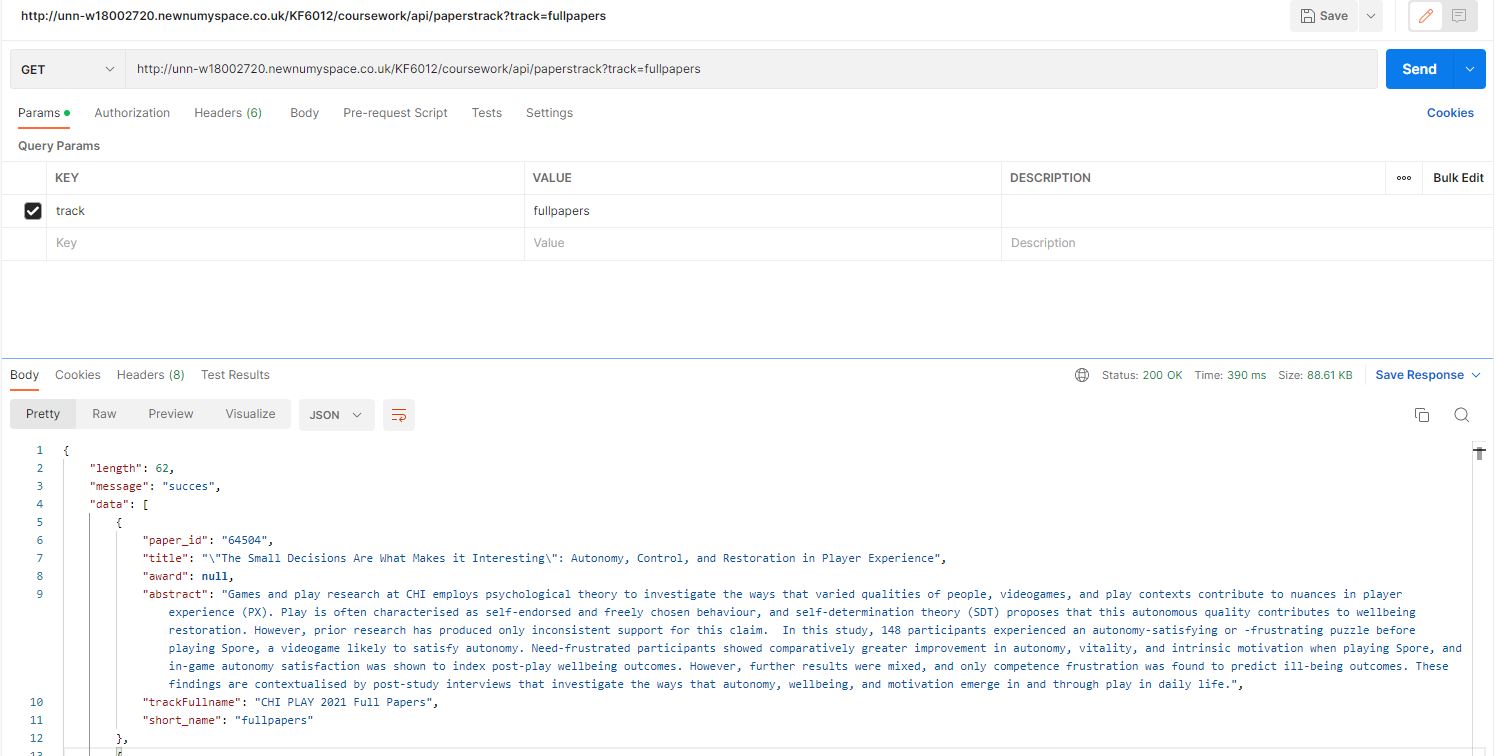 http://unn-w18002720.newnumyspace.co.uk/KF6012/coursework/api/paperstrack?track=fullpapers
Save
GET
http://unn-w18002720.newnumyspace.co.uk/KF6012/coursework/api/paperstrack?track=fullpapers
Send
Params Authorization Headers (6) Body Pre-request Script Tests Settings Cookies
Query Params
KEY VALUE DESCRIPTION ooo Bulk Edit
track fullpapers
Key Value Description
Body Cookies Headers (8) Test Results Status: 200 OK Time: 390 ms Size: 88.61 KB Save Response
Pretty Raw Preview Visualize JSON
1 {
2 "length": 62,
3 "message": "succes",
4 "data": [
5 {
6 "paper_id": "64504",
7 "title": "\"The Small Decisions Are What Makes it Interesting\": Autonomy, Control, and Restoration in Player Experience",
8 "award": null,
9 "abstract": "Games and play research at CHI employs psychological theory to investigate the ways that varied qualities of people, videogames, and play contexts contribute to nuances in player
experience (PX). Play is often characterised as self-endorsed and freely chosen behaviour, and self-determination theory (SDT) proposes that this autonomous quality contributes to wellbeing
restoration. However, prior research has produced only inconsistent support for this claim.  In this study, 148 participants experienced an autonomy-satisfying or -frustrating puzzle before
playing Spore, a videogame likely to satisfy autonomy. Need-frustrated participants showed comparatively greater improvement in autonomy, vitality, and intrinsic motivation when playing Spore, and
in-game autonomy satisfaction was shown to index post-play wellbeing outcomes. However, further results were mixed, and only competence frustration was found to predict ill-being outcomes. These
findings are contextualised by post-study interviews that investigate the ways that autonomy, wellbeing, and motivation emerge in and through play in daily life.",
10 "trackFullname": "CHI PLAY 2021 Full Papers",
11 "short_name": "fullpapers"
12 },
13 {